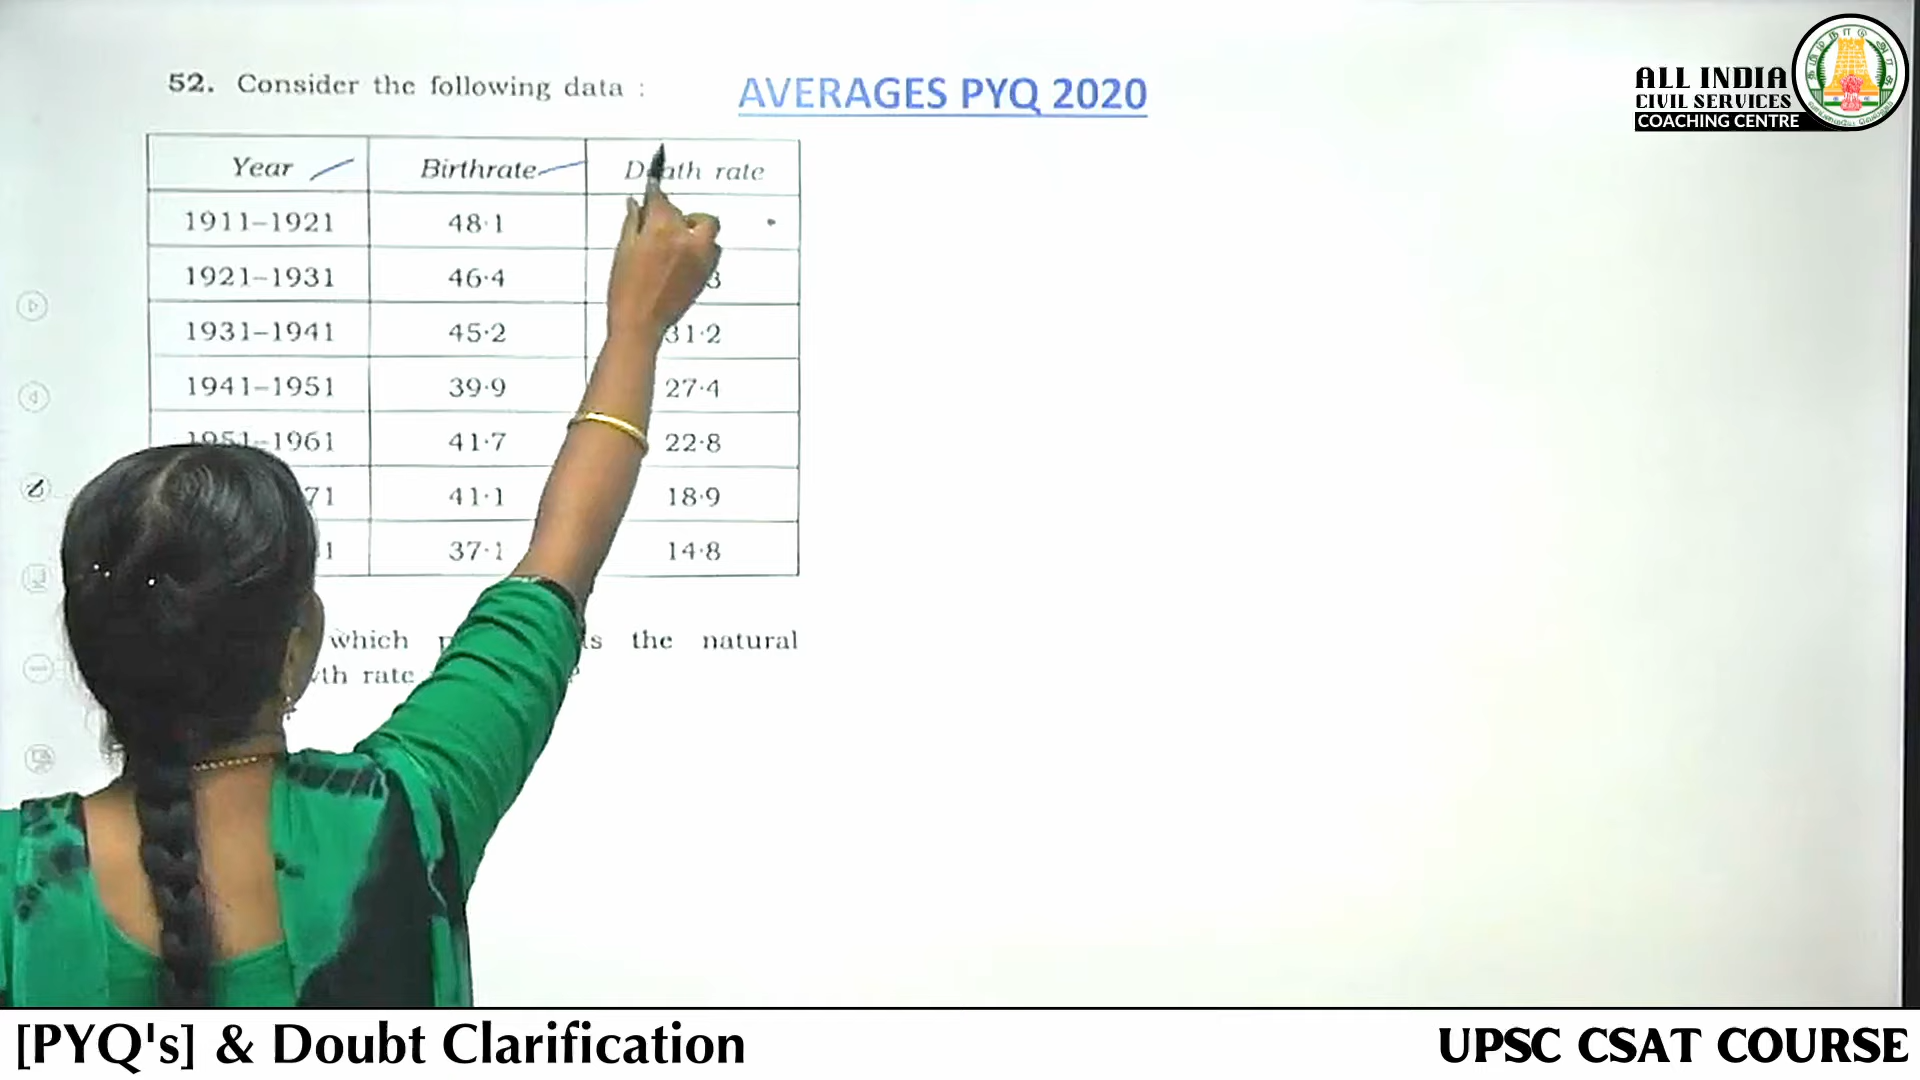 52. Consider the following data :
AVERAGES PYQ 2020
ALL INDIA
CIVIL SERVICES
COACHING CENTRE
Year Birthrate Death rate
1911–1921 48·1
1921–1931 46·4
1931–1941 45·2 31·2
1941–1951 39·9 27·4
1951–1961 41·7 22·8
41·1 18·9
37·1 14·8
which the natural
rate
[PYQ's] & Doubt Clarification
UPSC CSAT COURSE